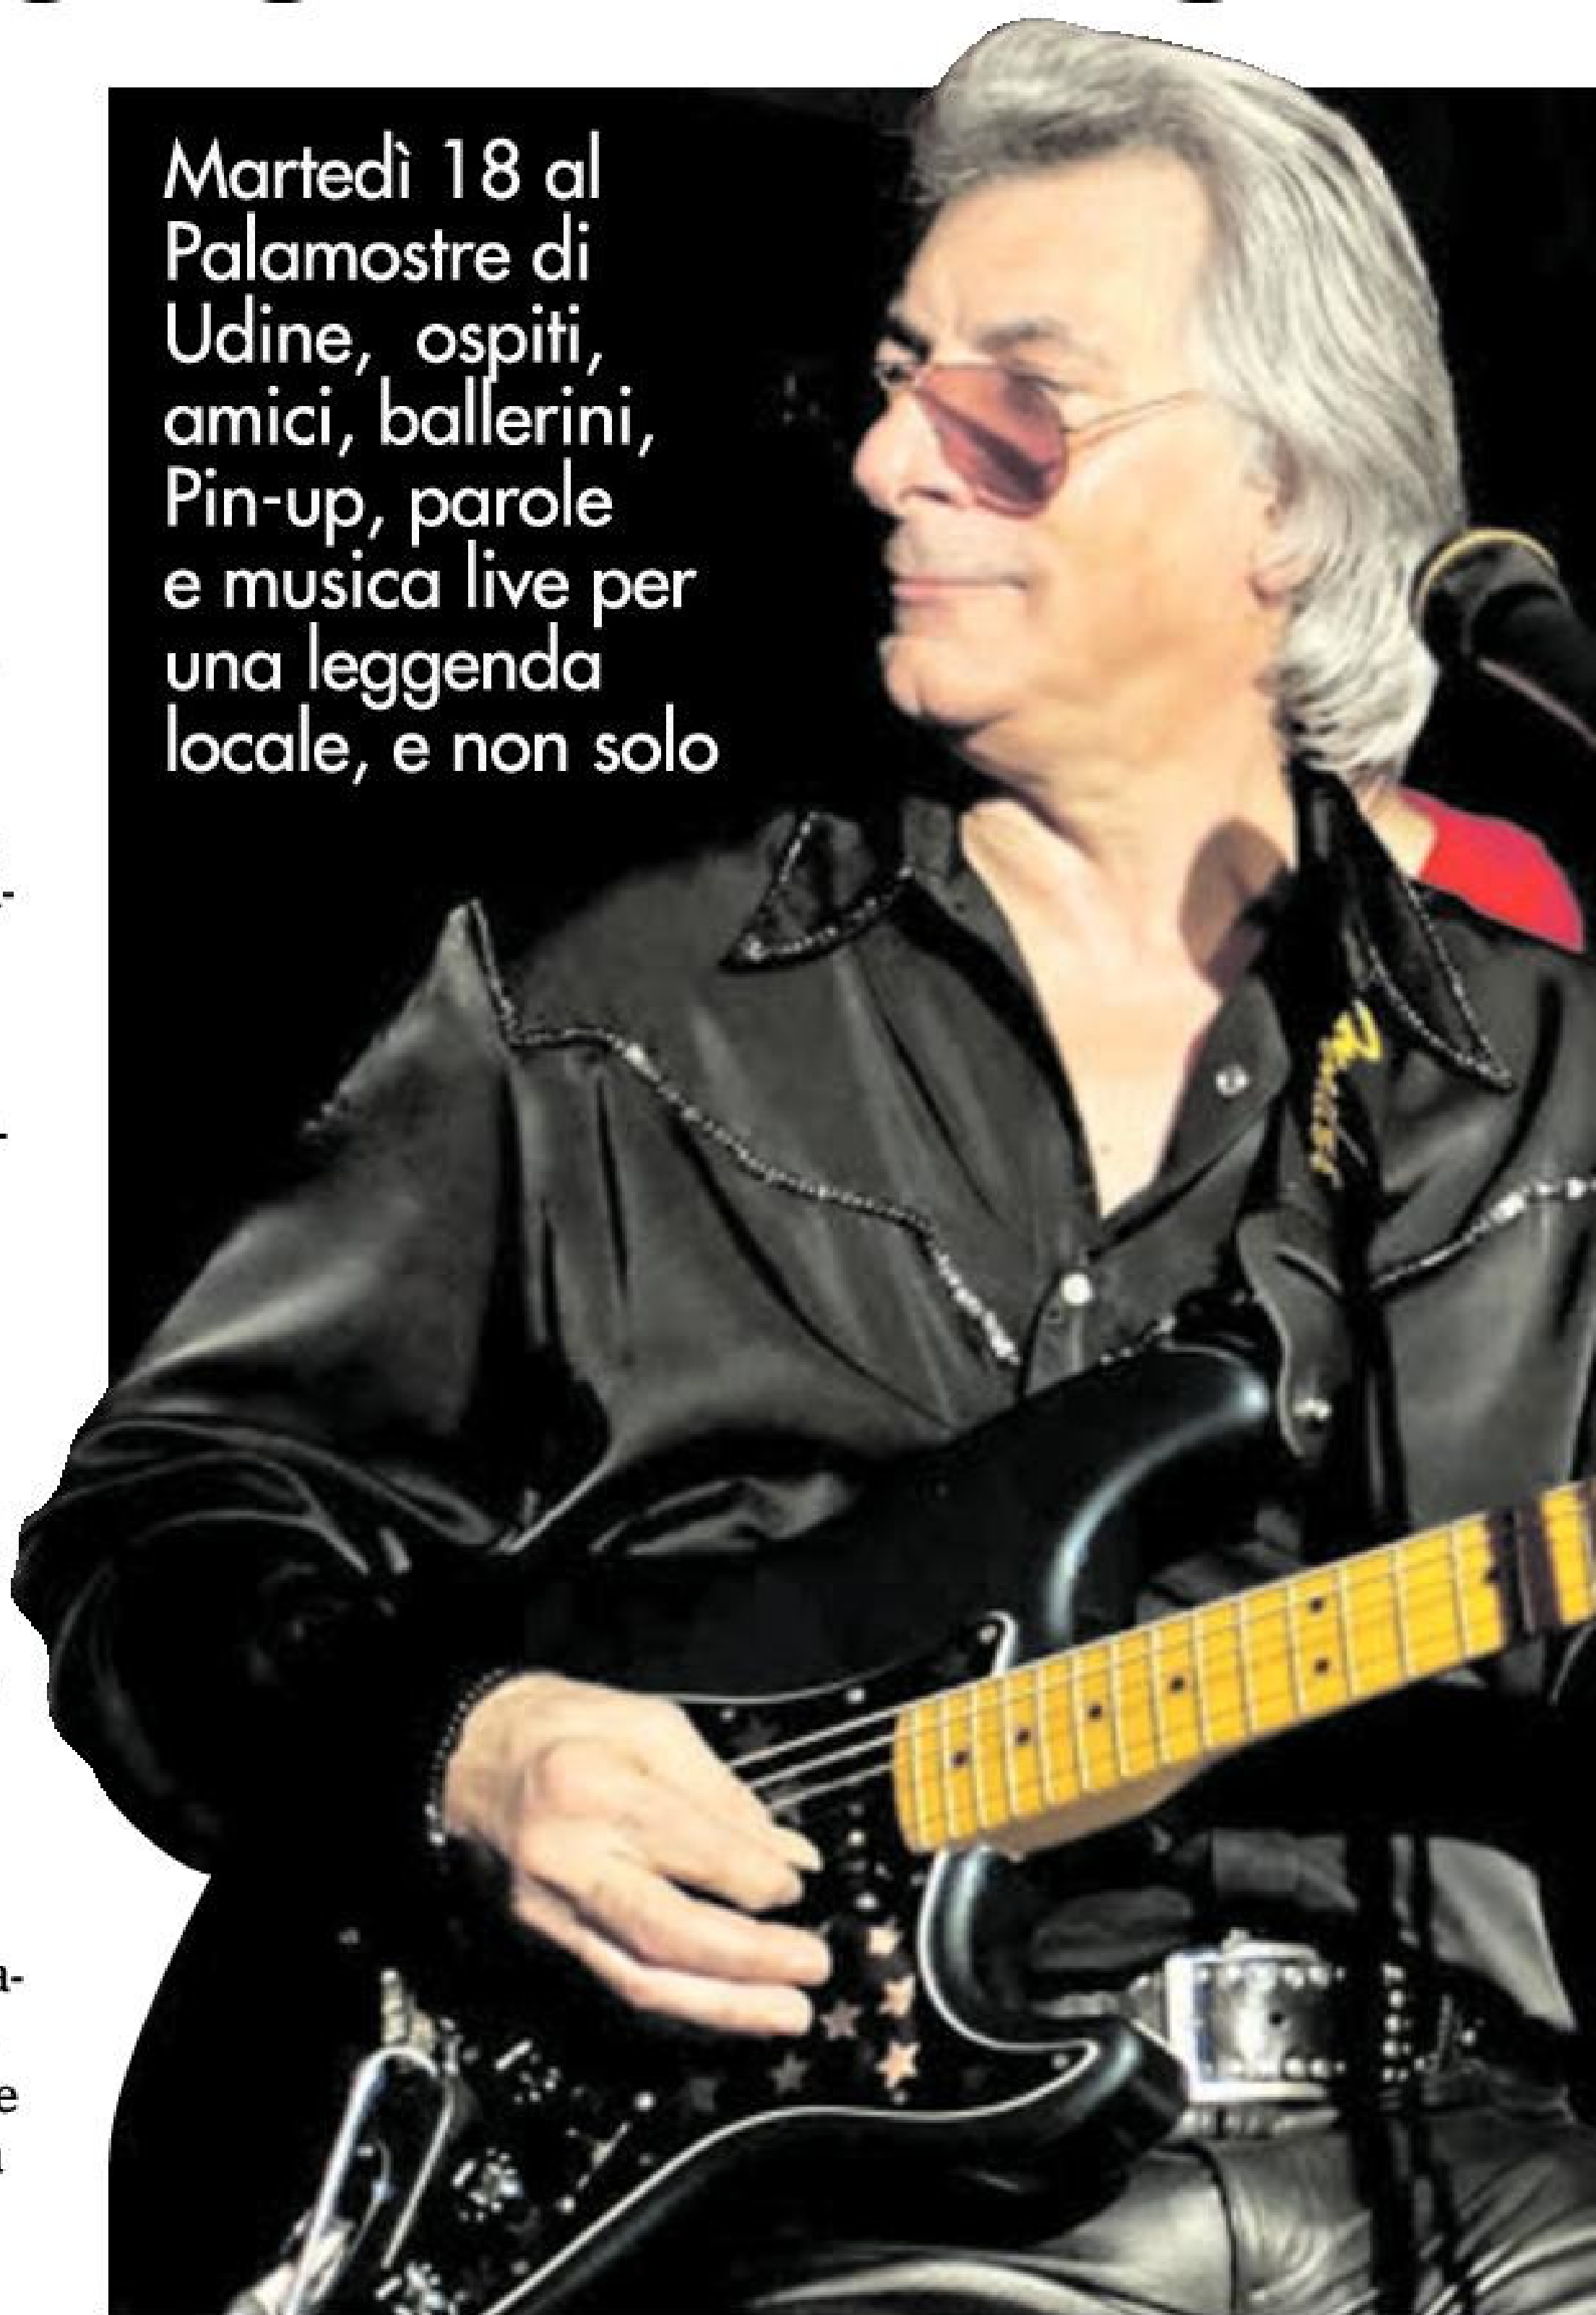 Martedì 18 al
Palamostre di
Udine,  ospiti,
amici, ballerini,
Pin-up, parole
e musica live per
una leggenda
locale, e non solo